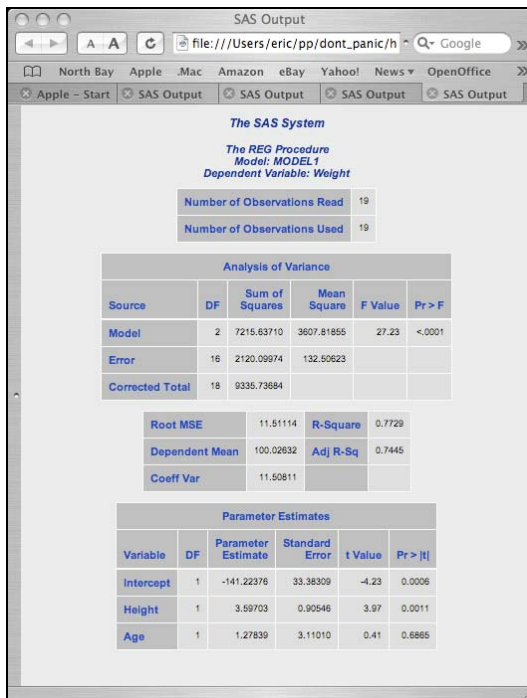 SAS Output
A A C file:///Users/eric/pp/dont_panic/h Q Google »
North Bay Apple .Mac Amazon eBay Yahoo! News ▾ OpenOffice »
Apple – Start SAS Output SAS Output SAS Output SAS Output
The SAS System
The REG Procedure
Model: MODEL1
Dependent Variable: Weight
Number of Observations Read 19
Number of Observations Used 19
Analysis of Variance
Source DF Sum of Squares Mean Square F Value Pr > F
Model 2 7215.63710 3607.81855 27.23 <.0001
Error 16 2120.09974 132.50623
Corrected Total 18 9335.73684
Root MSE 11.51114 R-Square 0.7729
Dependent Mean 100.02632 Adj R-Sq 0.7445
Coeff Var 11.50811
Parameter Estimates
Variable DF Parameter Estimate Standard Error t Value Pr > |t|
Intercept 1 -141.22376 33.38309 -4.23 0.0006
Height 1 3.59703 0.90546 3.97 0.0011
Age 1 1.27839 3.11010 0.41 0.6865